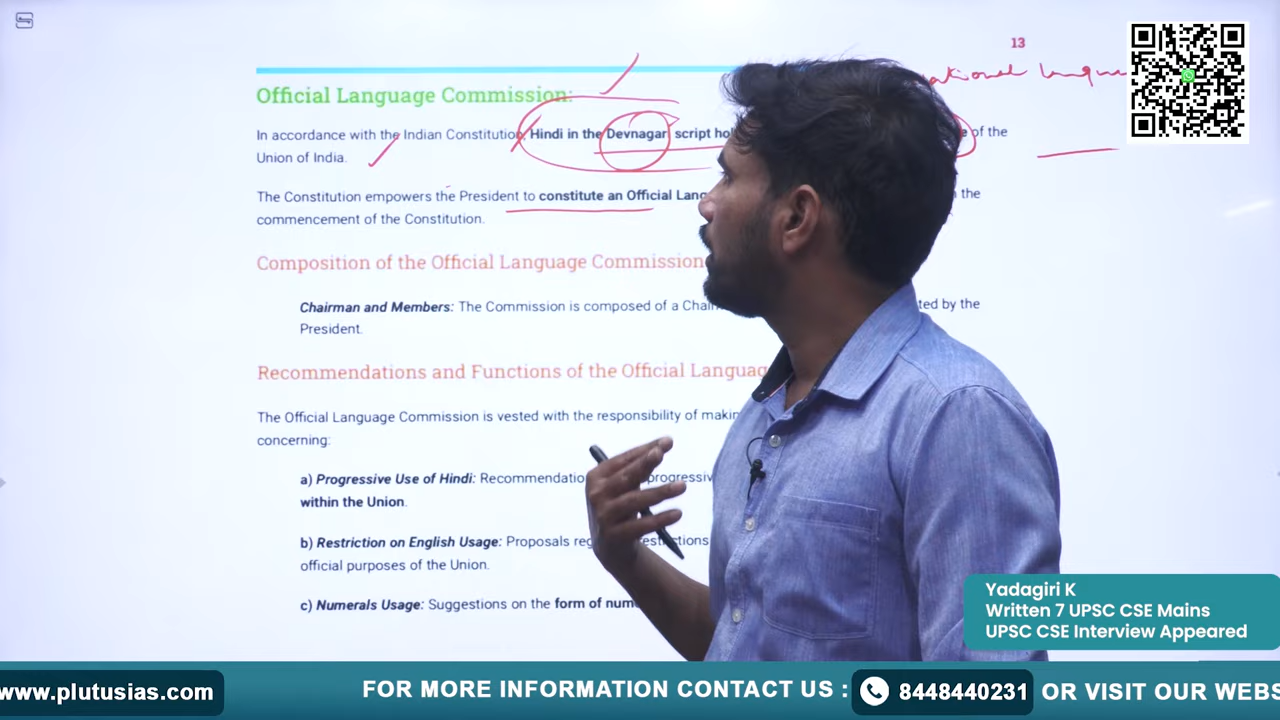 13
national
Official Language Commission:
In accordance with the Indian Constitution, Hindi in the Devnagari script hol of the
Union of India.
The Constitution empowers the President to constitute an Official Lang the
commencement of the Constitution.
Composition of the Official Language Commission
Chairman and Members: The Commission is composed of a Chair ted by the
President.
Recommendations and Functions of the Official Languag
The Official Language Commission is vested with the responsibility of makin
concerning:
a) Progressive Use of Hindi: Recommendatio progressiv
within the Union.
b) Restriction on English Usage: Proposals reg restrictions
official purposes of the Union.
c) Numerals Usage: Suggestions on the form of num
Yadagiri K
Written 7 UPSC CSE Mains
UPSC CSE Interview Appeared
www.plutusias.com FOR MORE INFORMATION CONTACT US : 8448440231 OR VISIT OUR WEBS